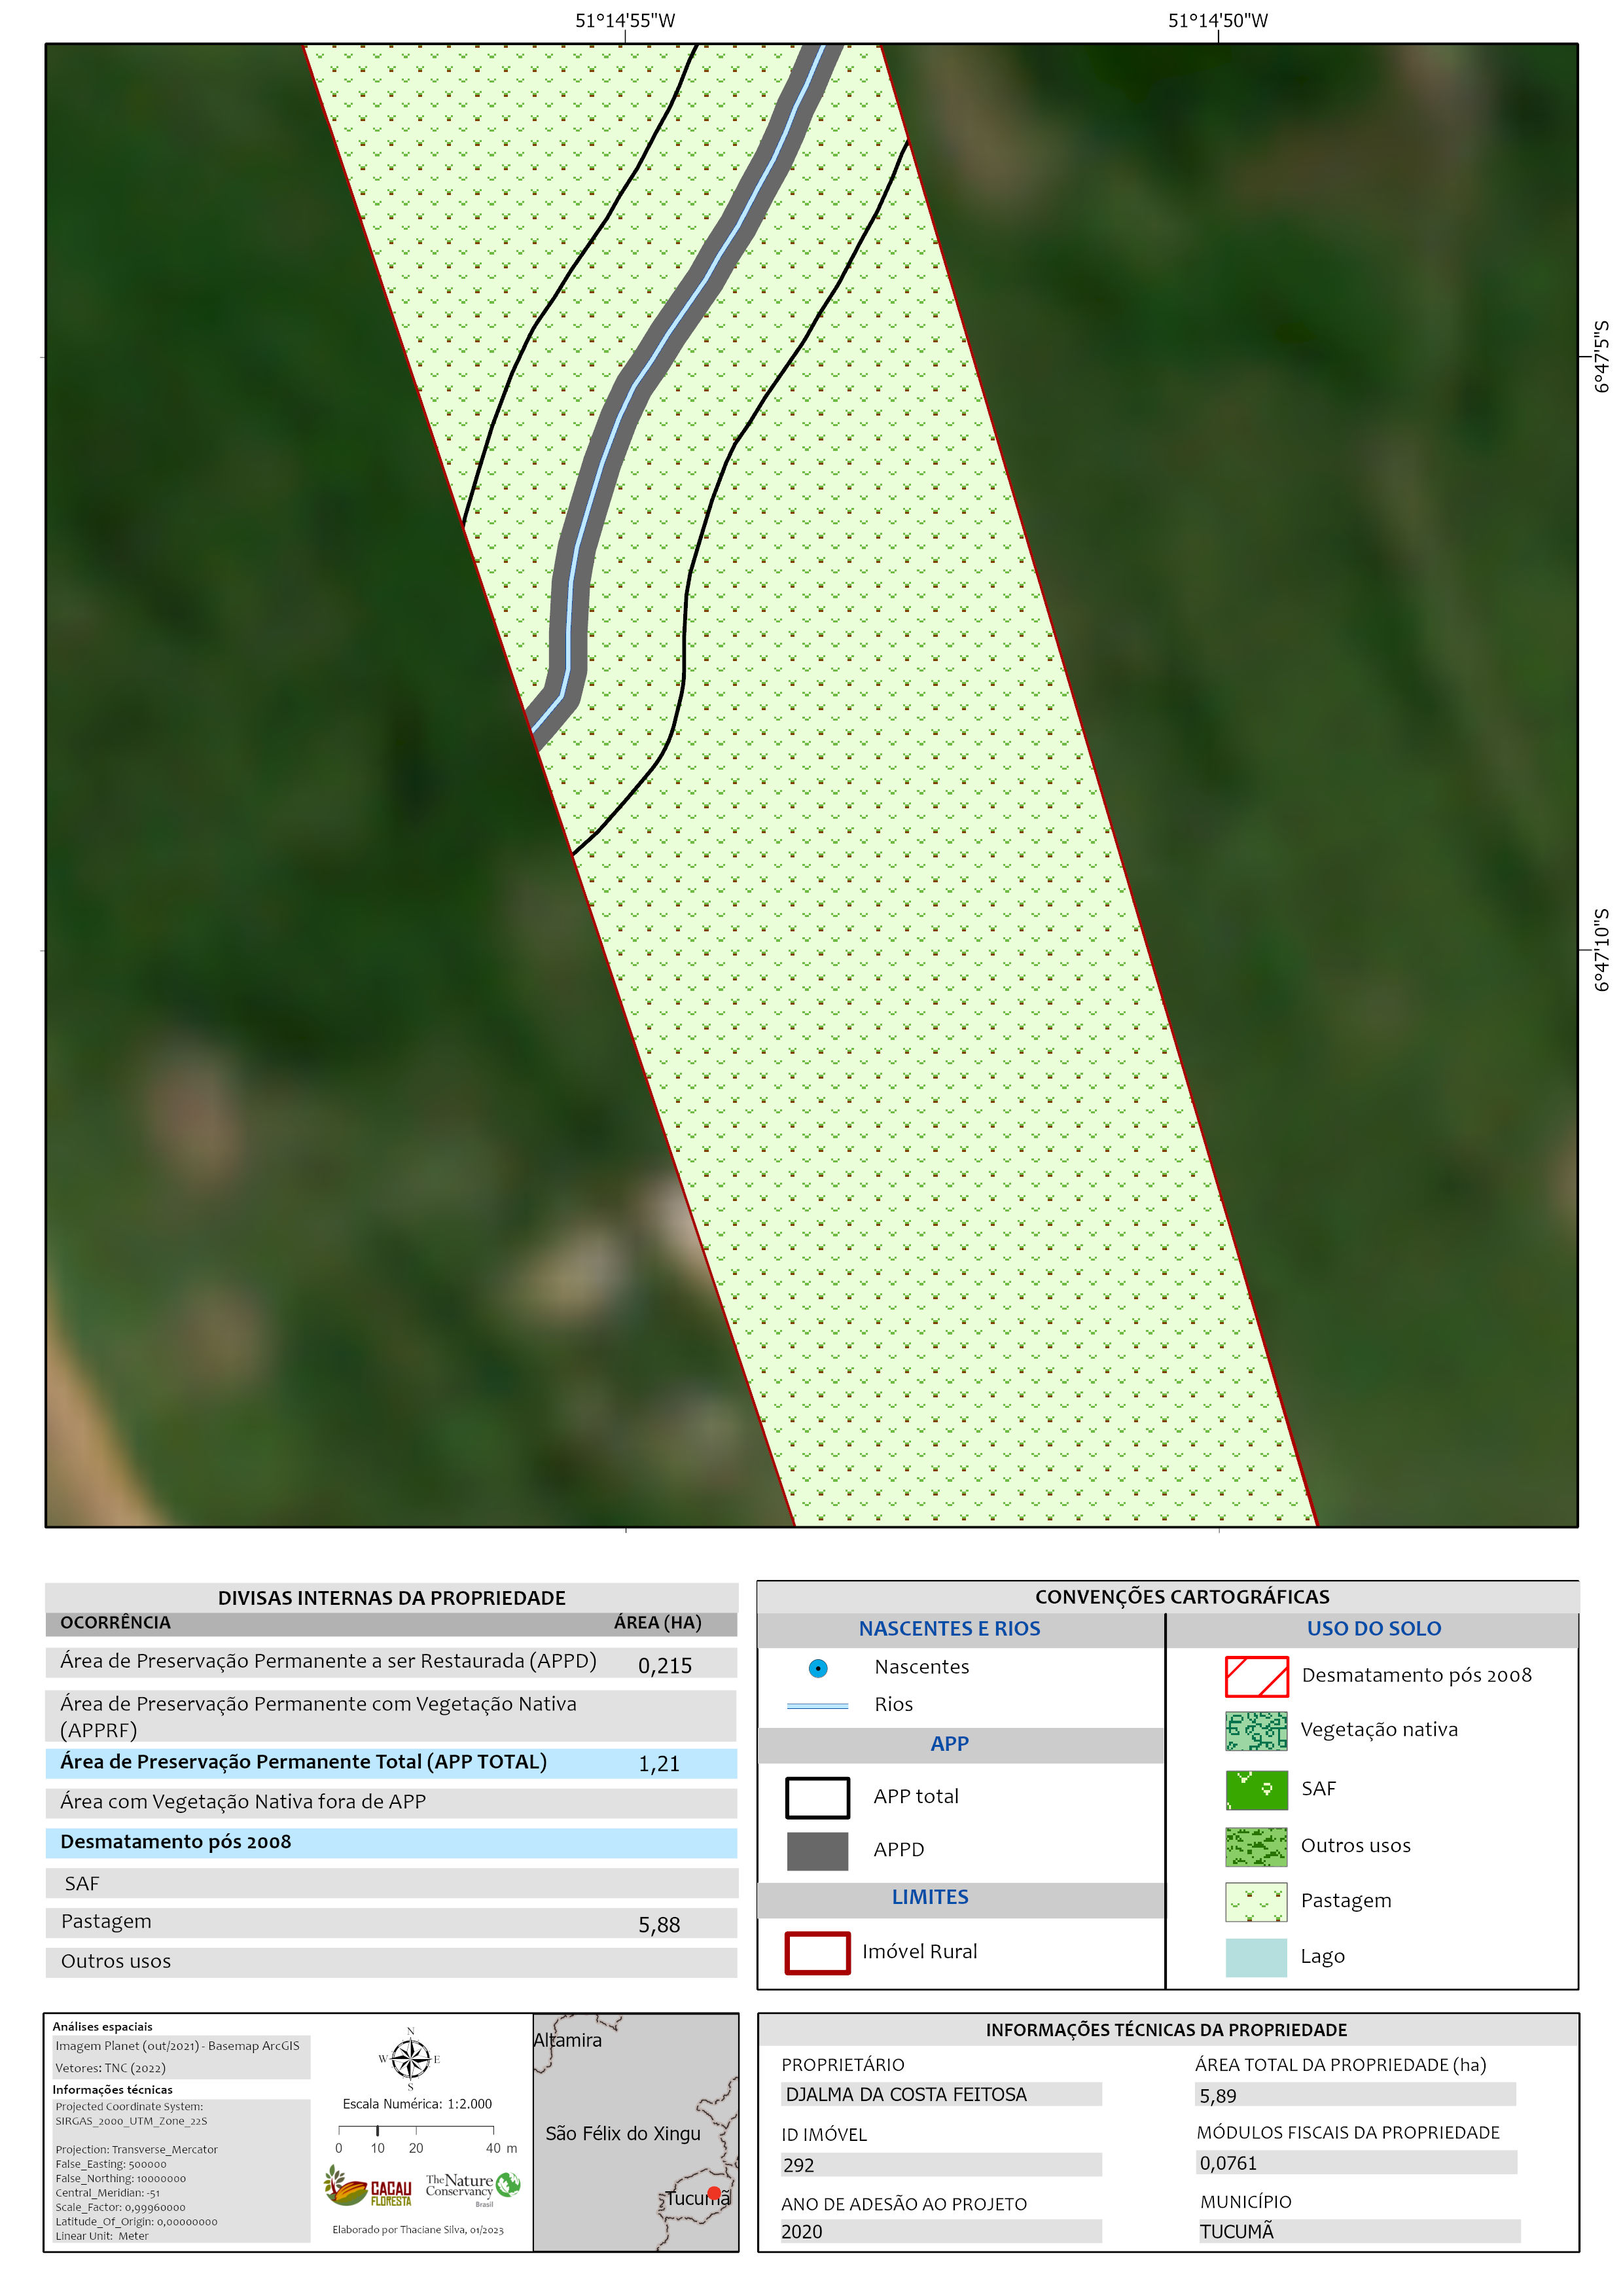 51°14'55"W
51°14'50"W
6°47'5"S
6°47'10"S
DIVISAS INTERNAS DA PROPRIEDADE
OCORRÊNCIA ÁREA (HA)
Área de Preservação Permanente a ser Restaurada (APPD) 0,215
Área de Preservação Permanente com Vegetação Nativa
(APPRF)
Área de Preservação Permanente Total (APP TOTAL) 1,21
Área com Vegetação Nativa fora de APP
Desmatamento pós 2008
SAF
Pastagem 5,88
Outros usos
CONVENÇÕES CARTOGRÁFICAS
NASCENTES E RIOS
Nascentes
Rios
APP
APP total
APPD
LIMITES
Imóvel Rural
USO DO SOLO
Desmatamento pós 2008
Vegetação nativa
SAF
Outros usos
Pastagem
Lago
Análises espaciais
Imagem Planet (out/2021) - Basemap ArcGIS
Vetores: TNC (2022)
Informações técnicas
Projected Coordinate System:
SIRGAS_2000_UTM_Zone_22S
Projection: Transverse_Mercator
False_Easting: 500000
False_Northing: 10000000
Central_Meridian: -51
Scale_Factor: 0,99960000
Latitude_Of_Origin: 0,00000000
Linear Unit: Meter
N
W E
S
Escala Numérica: 1:2.000
0 10 20 40 m
CACAU
FLORESTA
The Nature
Conservancy
Brasil
Elaborado por Thaciane Silva, 01/2023
Altamira
São Félix do Xingu
Tucumã
INFORMAÇÕES TÉCNICAS DA PROPRIEDADE
PROPRIETÁRIO
DJALMA DA COSTA FEITOSA
ID IMÓVEL
292
ANO DE ADESÃO AO PROJETO
2020
ÁREA TOTAL DA PROPRIEDADE (ha)
5,89
MÓDULOS FISCAIS DA PROPRIEDADE
0,0761
MUNICÍPIO
TUCUMÃ